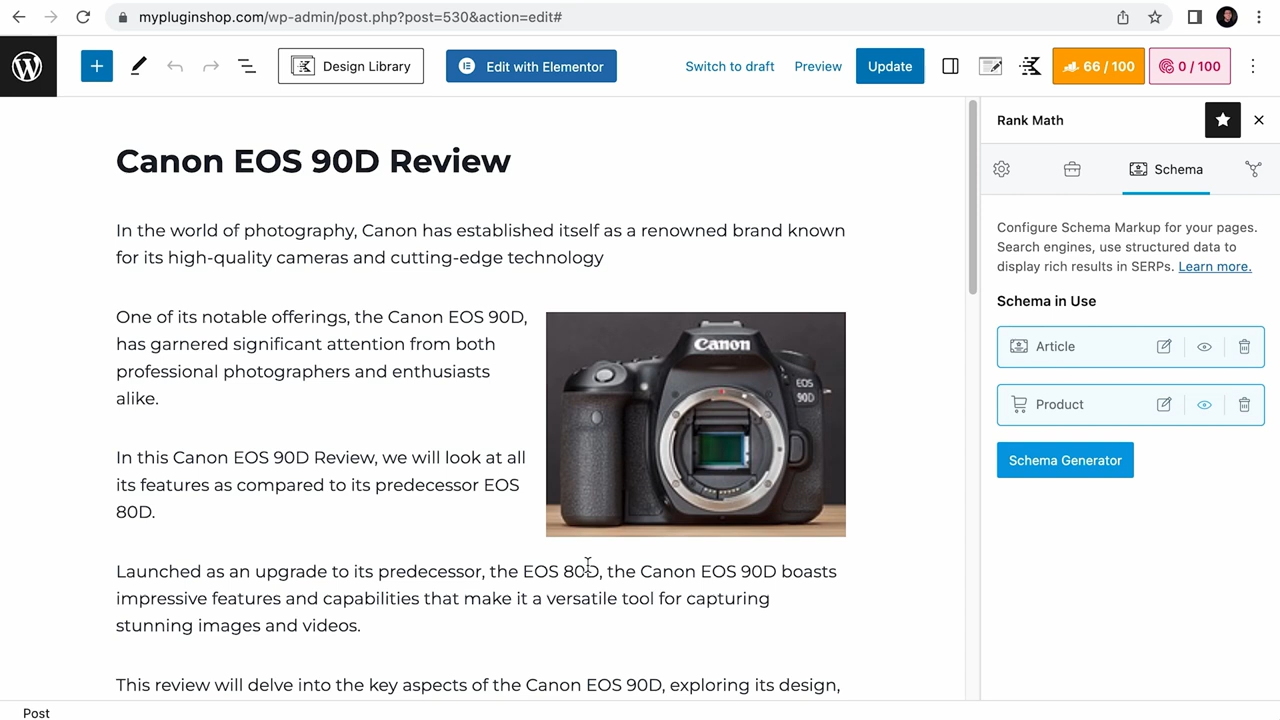 mypluginshop.com/wp-admin/post.php?post=530&action=edit#
Design Library
Edit with Elementor
Switch to draft
Preview
Update
66 / 100
0 / 100
Rank Math
Schema
Configure Schema Markup for your pages.
Search engines, use structured data to
display rich results in SERPs. Learn more.
Schema in Use
Article
Product
Schema Generator
Canon EOS 90D Review
In the world of photography, Canon has established itself as a renowned brand known
for its high-quality cameras and cutting-edge technology
One of its notable offerings, the Canon EOS 90D,
has garnered significant attention from both
professional photographers and enthusiasts
alike.
Canon
EOS
90D
In this Canon EOS 90D Review, we will look at all
its features as compared to its predecessor EOS
80D.
Launched as an upgrade to its predecessor, the EOS 80D, the Canon EOS 90D boasts
impressive features and capabilities that make it a versatile tool for capturing
stunning images and videos.
This review will delve into the key aspects of the Canon EOS 90D, exploring its design,
Post